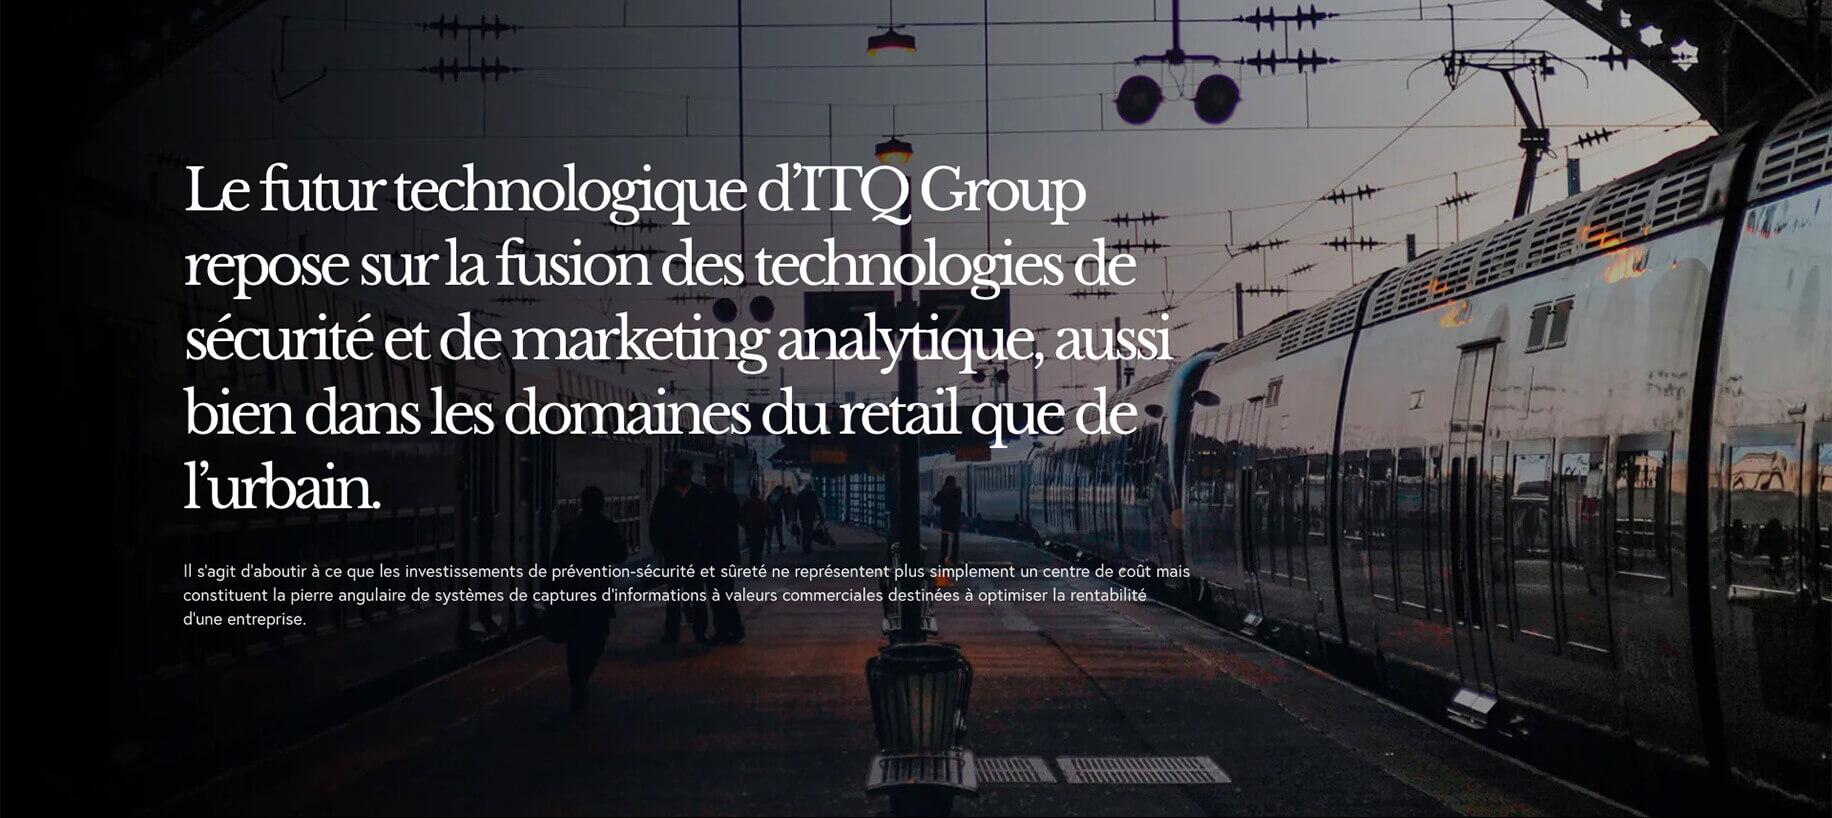 Le futur technologique d’ITQ Group
repose sur la fusion des technologies de
sécurité et de marketing analytique, aussi
bien dans les domaines du retail que de
l’urbain.
Il s'agit d'aboutir à ce que les investissements de prévention-sécurité et sûreté ne représentent plus simplement un centre de coût mais
constituent la pierre angulaire de systèmes de captures d'informations à valeurs commerciales destinées à optimiser la rentabilité
d'une entreprise.